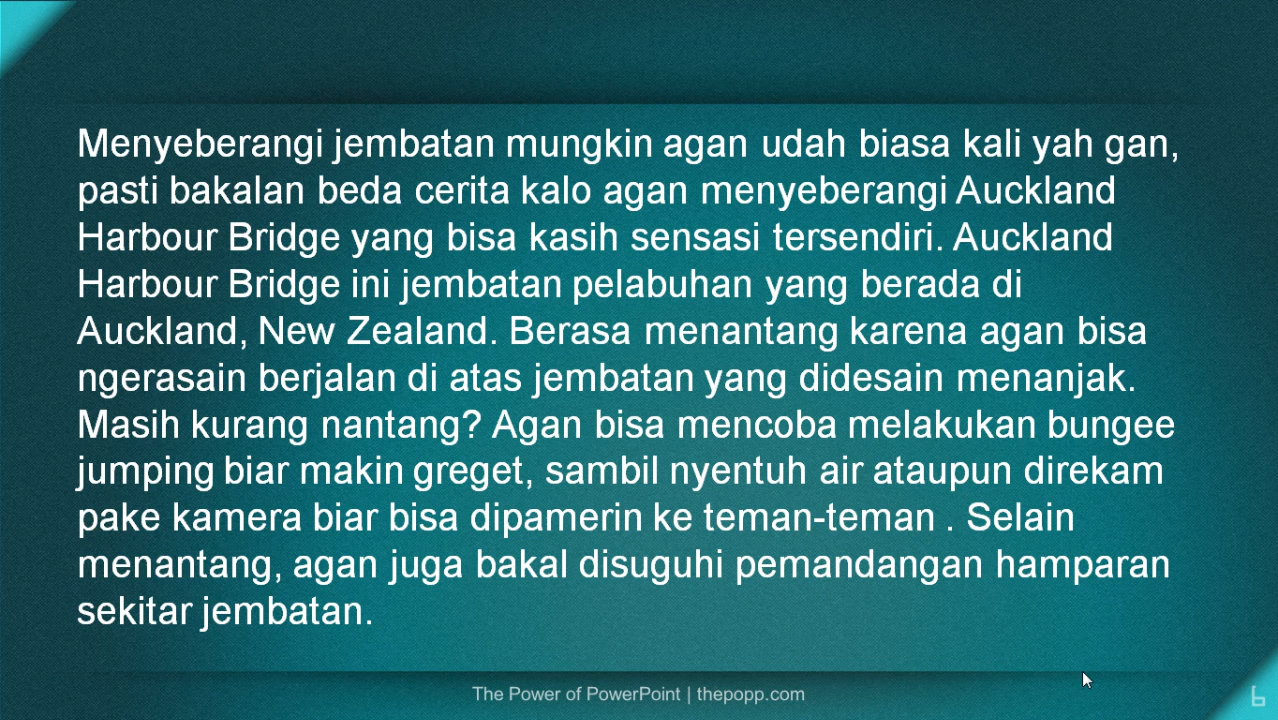 Menyeberangi jembatan mungkin agan udah biasa kali yah gan,
pasti bakalan beda cerita kalo agan menyeberangi Auckland
Harbour Bridge yang bisa kasih sensasi tersendiri. Auckland
Harbour Bridge ini jembatan pelabuhan yang berada di
Auckland, New Zealand. Berasa menantang karena agan bisa
ngerasain berjalan di atas jembatan yang didesain menanjak.
Masih kurang nantang? Agan bisa mencoba melakukan bungee
jumping biar makin greget, sambil nyentuh air ataupun direkam
pake kamera biar bisa dipamerin ke teman-teman . Selain
menantang, agan juga bakal disuguhi pemandangan hamparan
sekitar jembatan.
The Power of PowerPoint | thepopp.com
6